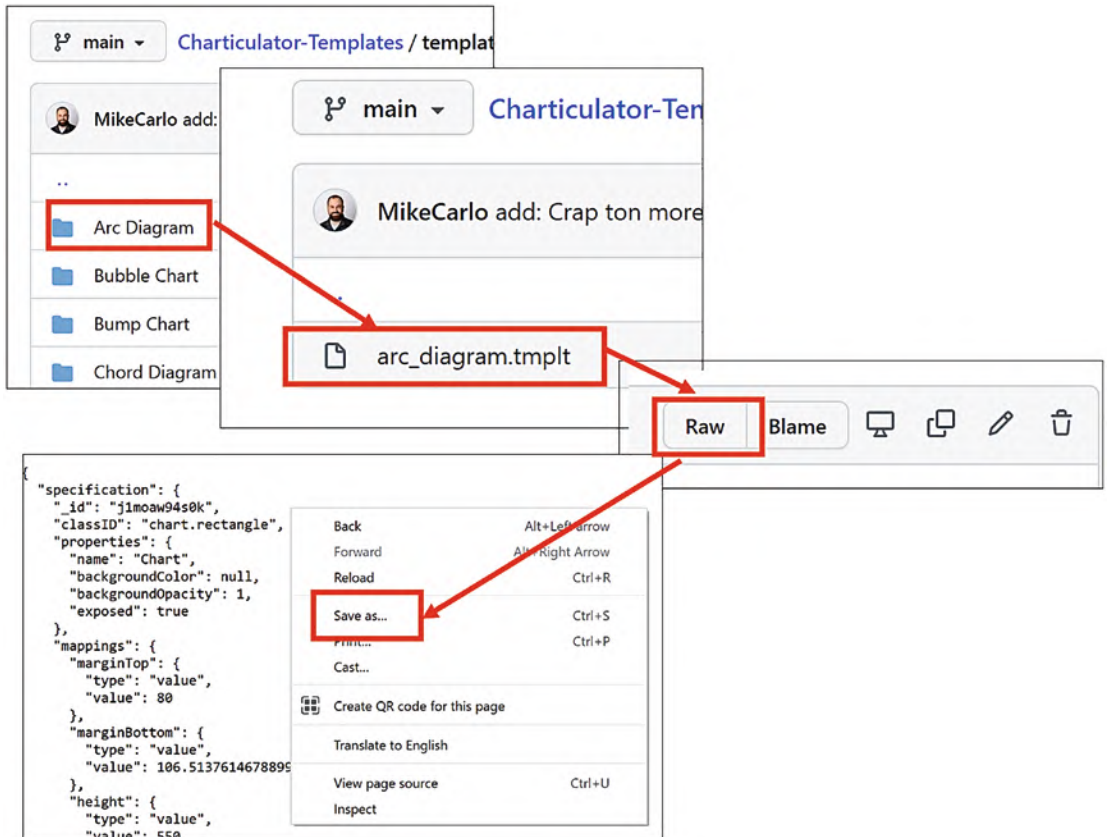 main
Charticulator-Templates / templat
MikeCarlo add:
..
Arc Diagram
Bubble Chart
Bump Chart
Chord Diagram
main
Charticulator-Ten
MikeCarlo add: Crap ton more
arc_diagram.tmplt
Raw
Blame
{
"specification": {
"_id": "j1moaw94s0k",
"classID": "chart.rectangle",
"properties": {
"name": "Chart",
"backgroundColor": null,
"backgroundOpacity": 1,
"exposed": true
},
"mappings": {
"marginTop": {
"type": "value",
"value": 80
},
"marginBottom": {
"type": "value",
"value": 106.5137614678899
},
"height": {
"type": "value",
"value": 550
Back Alt+Left arrow
Forward Alt+Right Arrow
Reload Ctrl+R
Save as... Ctrl+S
Print... Ctrl+P
Cast...
Create QR code for this page
Translate to English
View page source Ctrl+U
Inspect